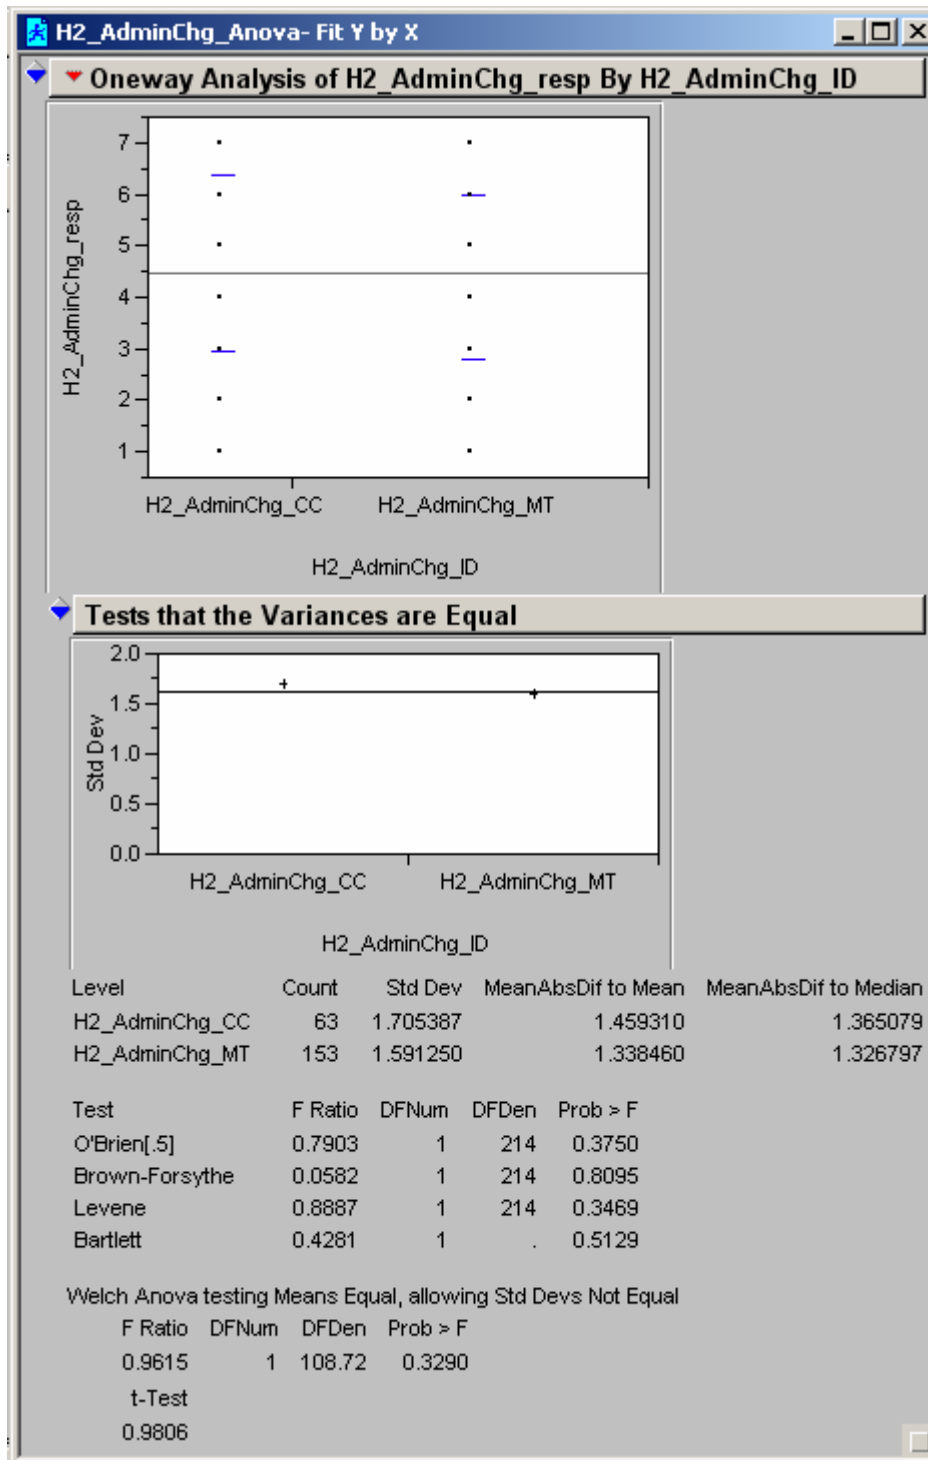 H2_AdminChg_Anova- Fit Y by X
Oneway Analysis of H2_AdminChg_resp By H2_AdminChg_ID
H2_AdminChg_resp
7
6
5
4
3
2
1
H2_AdminChg_CC H2_AdminChg_MT
H2_AdminChg_ID
Tests that the Variances are Equal
Std Dev
2.0
1.5
1.0
0.5
0.0
H2_AdminChg_CC H2_AdminChg_MT
H2_AdminChg_ID
Level Count Std Dev MeanAbsDif to Mean MeanAbsDif to Median
H2_AdminChg_CC 63 1.705387 1.459310 1.365079
H2_AdminChg_MT 153 1.591250 1.338460 1.326797
Test F Ratio DFNum DFDen Prob > F
O'Brien[.5] 0.7903 1 214 0.3750
Brown-Forsythe 0.0582 1 214 0.8095
Levene 0.8887 1 214 0.3469
Bartlett 0.4281 1 . 0.5129
Welch Anova testing Means Equal, allowing Std Devs Not Equal
F Ratio DFNum DFDen Prob > F
0.9615 1 108.72 0.3290
t-Test
0.9806